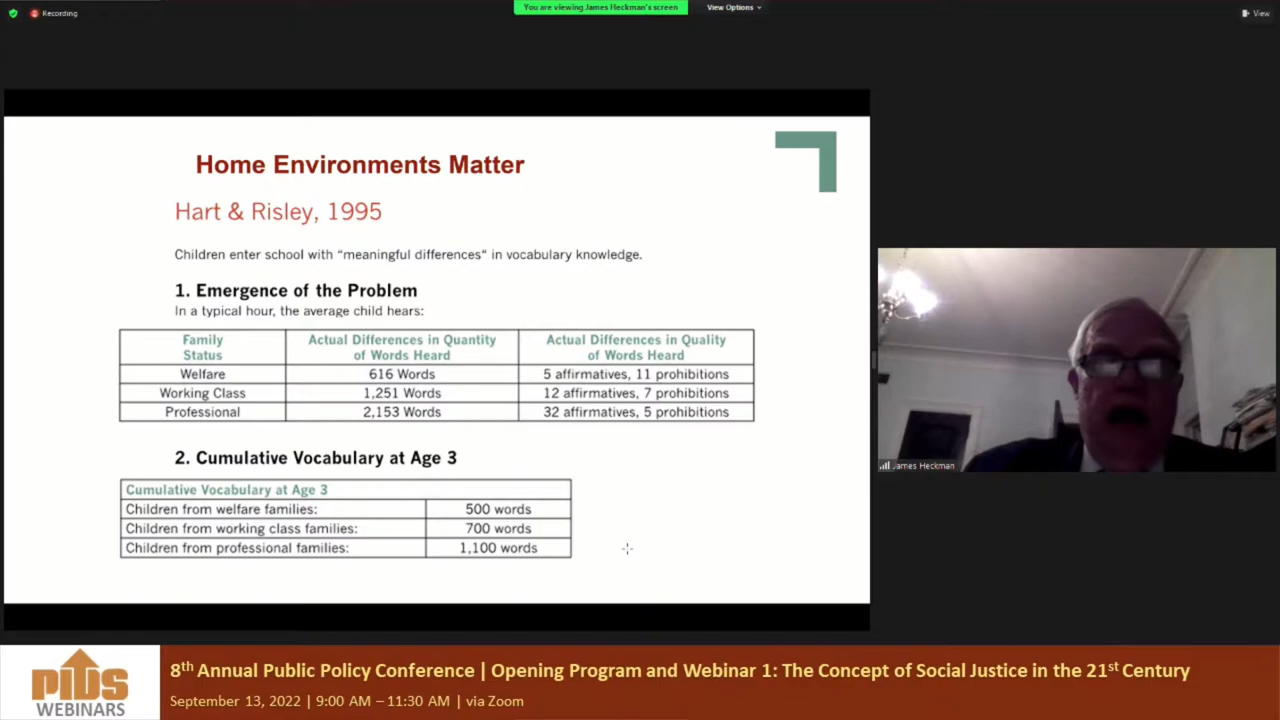 Recording
You are viewing James Heckman's screen
View Options
View
Home Environments Matter
Hart & Risley, 1995
Children enter school with “meaningful differences“ in vocabulary knowledge.
1. Emergence of the Problem
In a typical hour, the average child hears:
Family Status
Actual Differences in Quantity of Words Heard
Actual Differences in Quality of Words Heard
Welfare 616 Words 5 affirmatives, 11 prohibitions
Working Class 1,251 Words 12 affirmatives, 7 prohibitions
Professional 2,153 Words 32 affirmatives, 5 prohibitions
2. Cumulative Vocabulary at Age 3
Cumulative Vocabulary at Age 3
Children from welfare families: 500 words
Children from working class families: 700 words
Children from professional families: 1,100 words
James Heckman
PIDS
WEBINARS
8th Annual Public Policy Conference | Opening Program and Webinar 1: The Concept of Social Justice in the 21st Century
September 13, 2022 | 9:00 AM – 11:30 AM | via Zoom